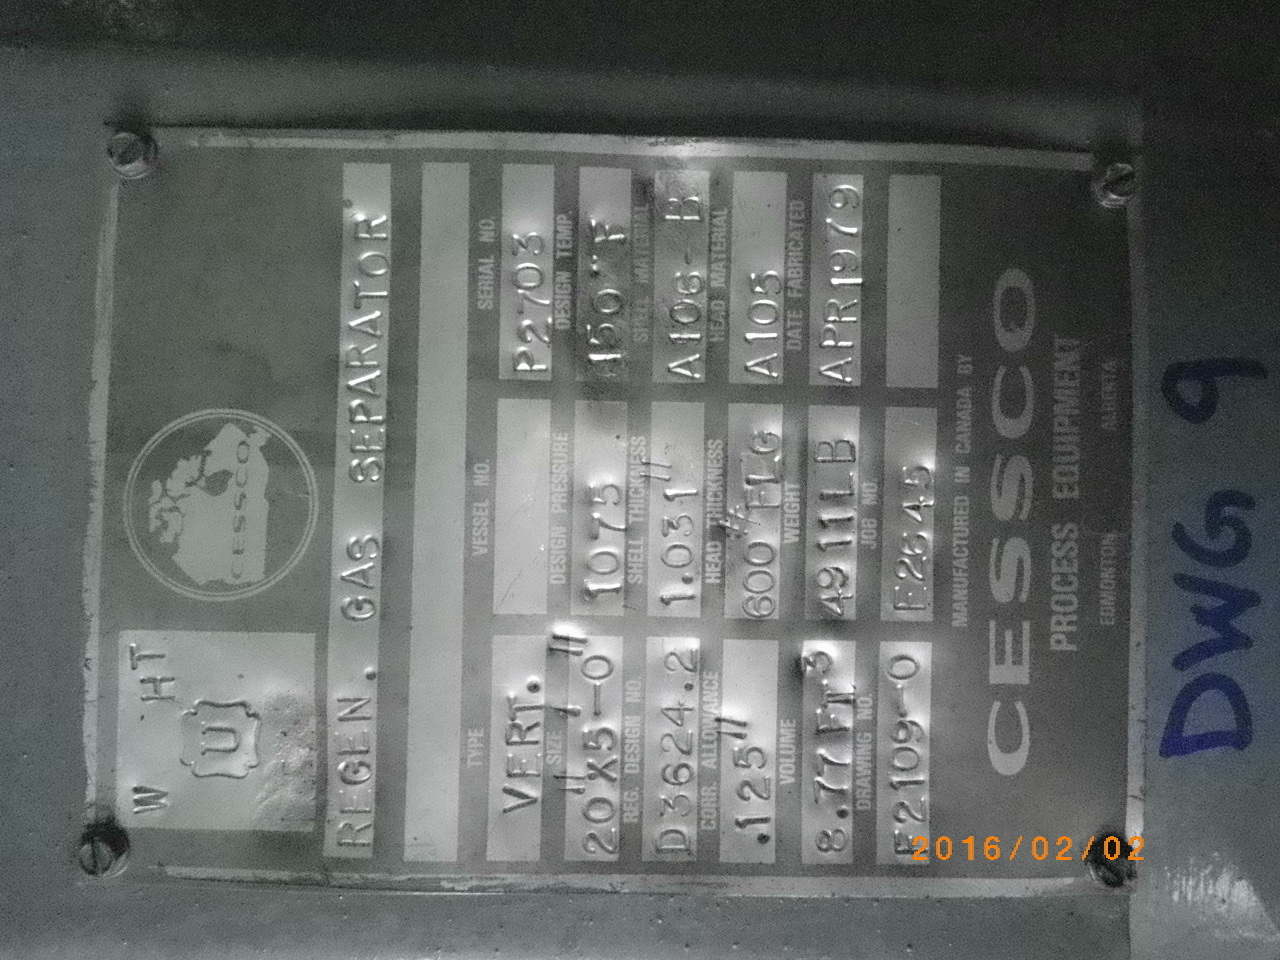 W HT
U
CESSCO
REGEN. GAS SEPARATOR
TYPE VESSEL NO. SERIAL NO.
VERT. P2703
SIZE DESIGN PRESSURE DESIGN TEMP.
20"X5'-0" 1075
REG. DESIGN NO. SHELL THICKNESS SHELL MATERIAL
D3624.2 1.031" A106-B
CORR. ALLOWANCE HEAD THICKNESS HEAD MATERIAL
.125" 600# FLG A105
VOLUME WEIGHT DATE FABRICATED
8.77FT.3 4911LB APR1979
DRAWING NO. JOB NO.
E2109-0 E2645
MANUFACTURED IN CANADA BY
CESSCO
PROCESS EQUIPMENT
EDMONTON ALBERTA
DWG 9
2016/02/02